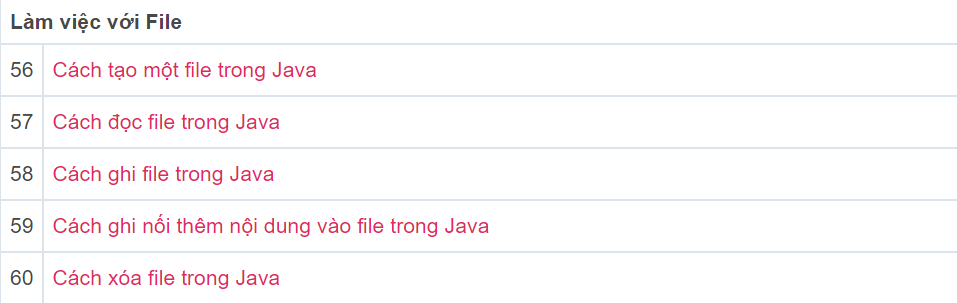 Làm việc với File
56 Cách tạo một file trong Java
57 Cách đọc file trong Java
58 Cách ghi file trong Java
59 Cách ghi nối thêm nội dung vào file trong Java
60 Cách xóa file trong Java